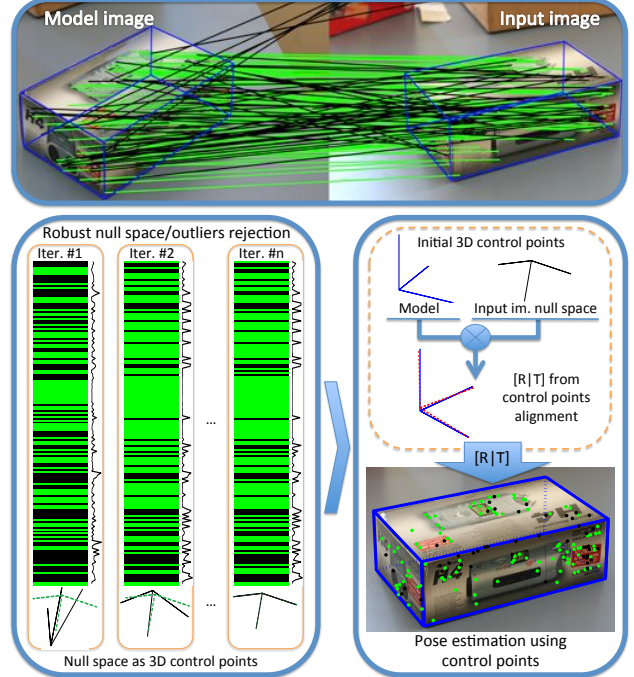 Model image
Input image
Robust null space/outliers rejection
Iter. #1
Iter. #2
Iter. #n
...
...
Null space as 3D control points
Initial 3D control points
Model
Input im. null space
[R|T] from
control points
alignment
[R|T]
Pose estimation using
control points